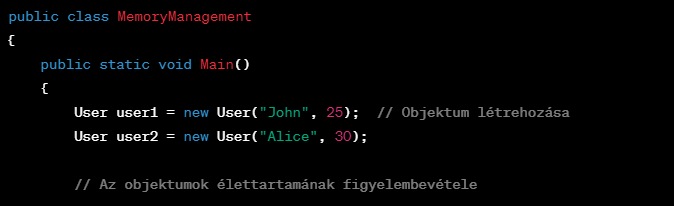 public class MemoryManagement
{
    public static void Main()
    {
        User user1 = new User("John", 25);  // Objektum létrehozása
        User user2 = new User("Alice", 30);

        // Az objektumok élettartamának figyelembevétele